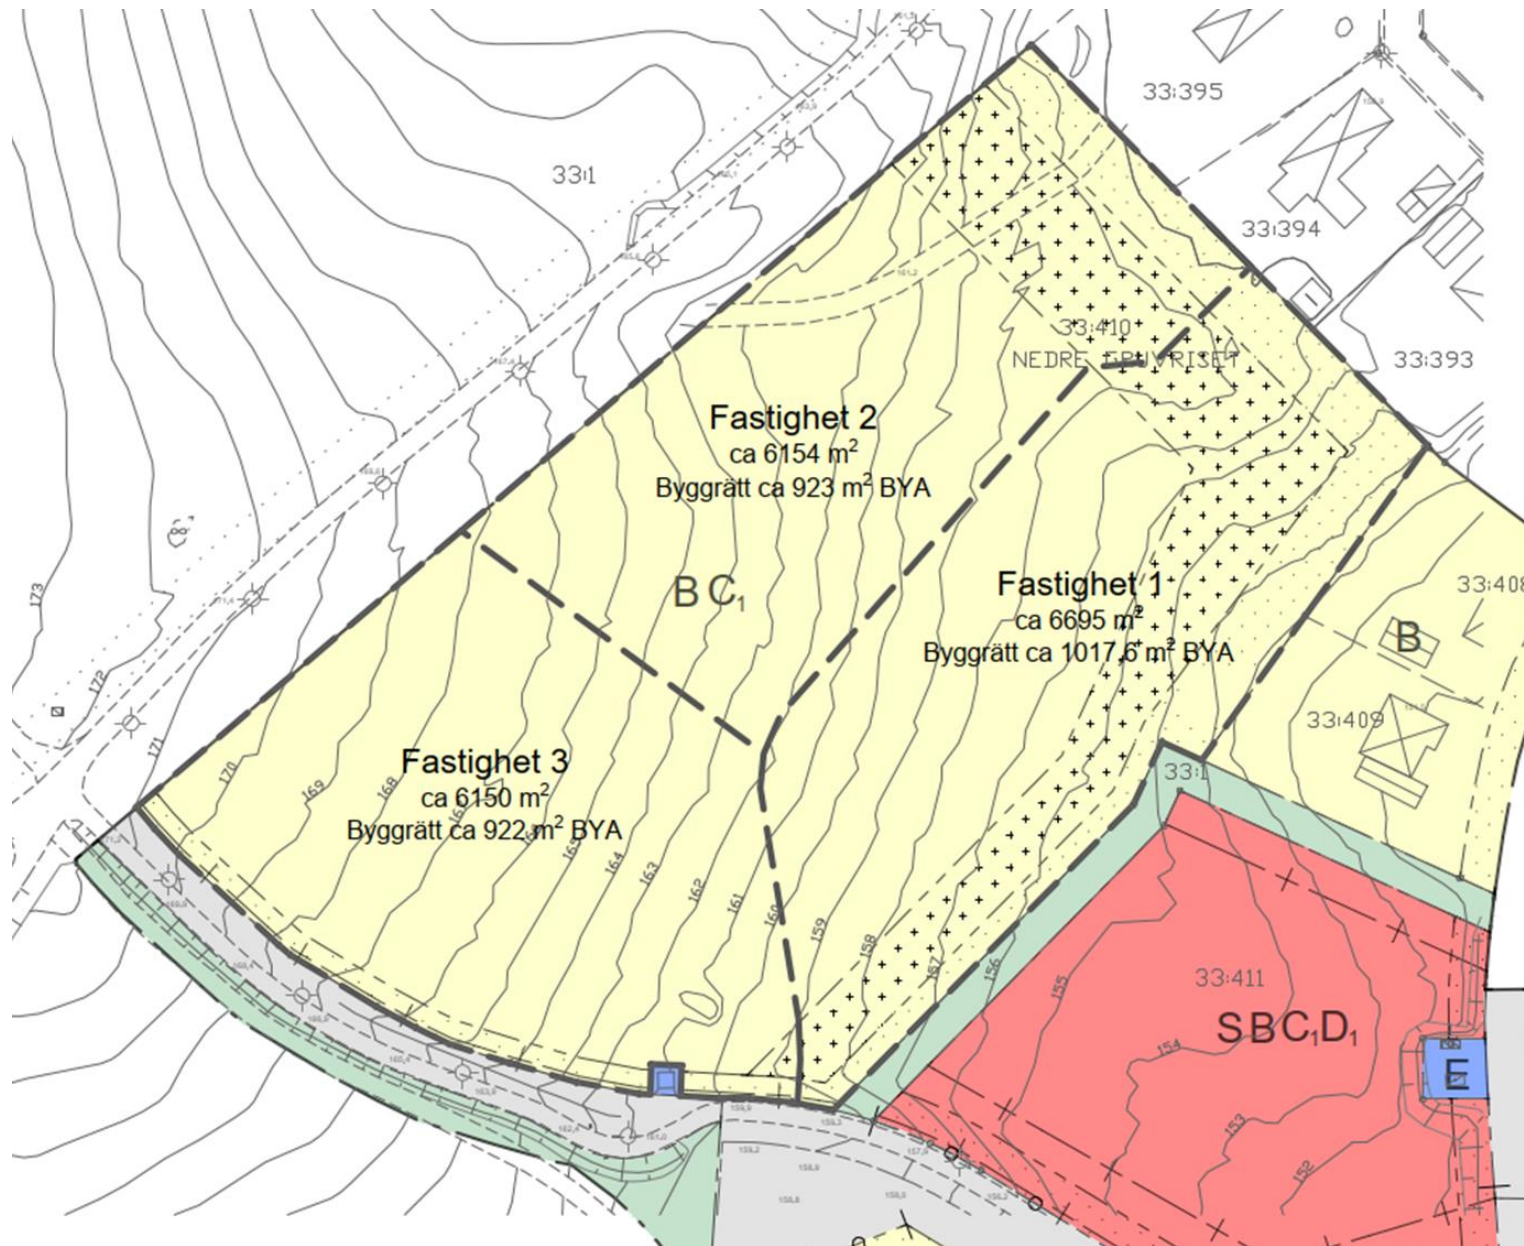 33:395
33:1
33:394
161,2
33:410
NEDRE GRUVRISET
33:393
Fastighet 2
ca 6154 m²
Byggrätt ca 923 m² BYA
173
BC₁
Fastighet 1
ca 6695 m²
Byggrätt ca 1017,6 m² BYA
33:408
B
172
33:409
171
170
169
168
Fastighet 3
ca 6150 m²
Byggrätt ca 922 m² BYA
33:1
165
164
163
162
161
160
159
158
157
156
155
33:411
SBC₁D₁
154
E
153
152